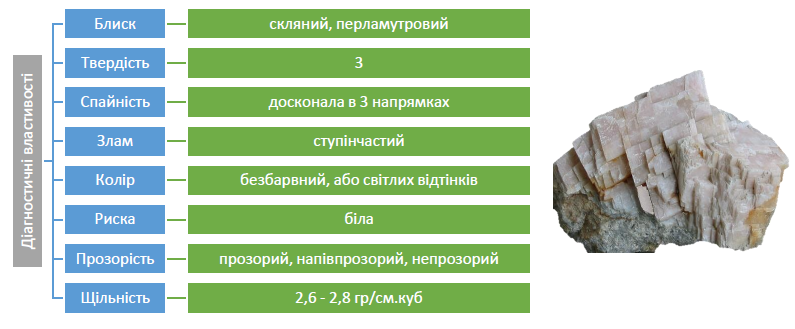 Діагностичні властивості
Блиск
скляний, перламутровий
Твердість
3
Спайність
досконала в 3 напрямках
Злам
ступінчастий
Колір
безбарвний, або світлих відтінків
Риска
біла
Прозорість
прозорий, напівпрозорий, непрозорий
Щільність
2,6 - 2,8 гр/см.куб